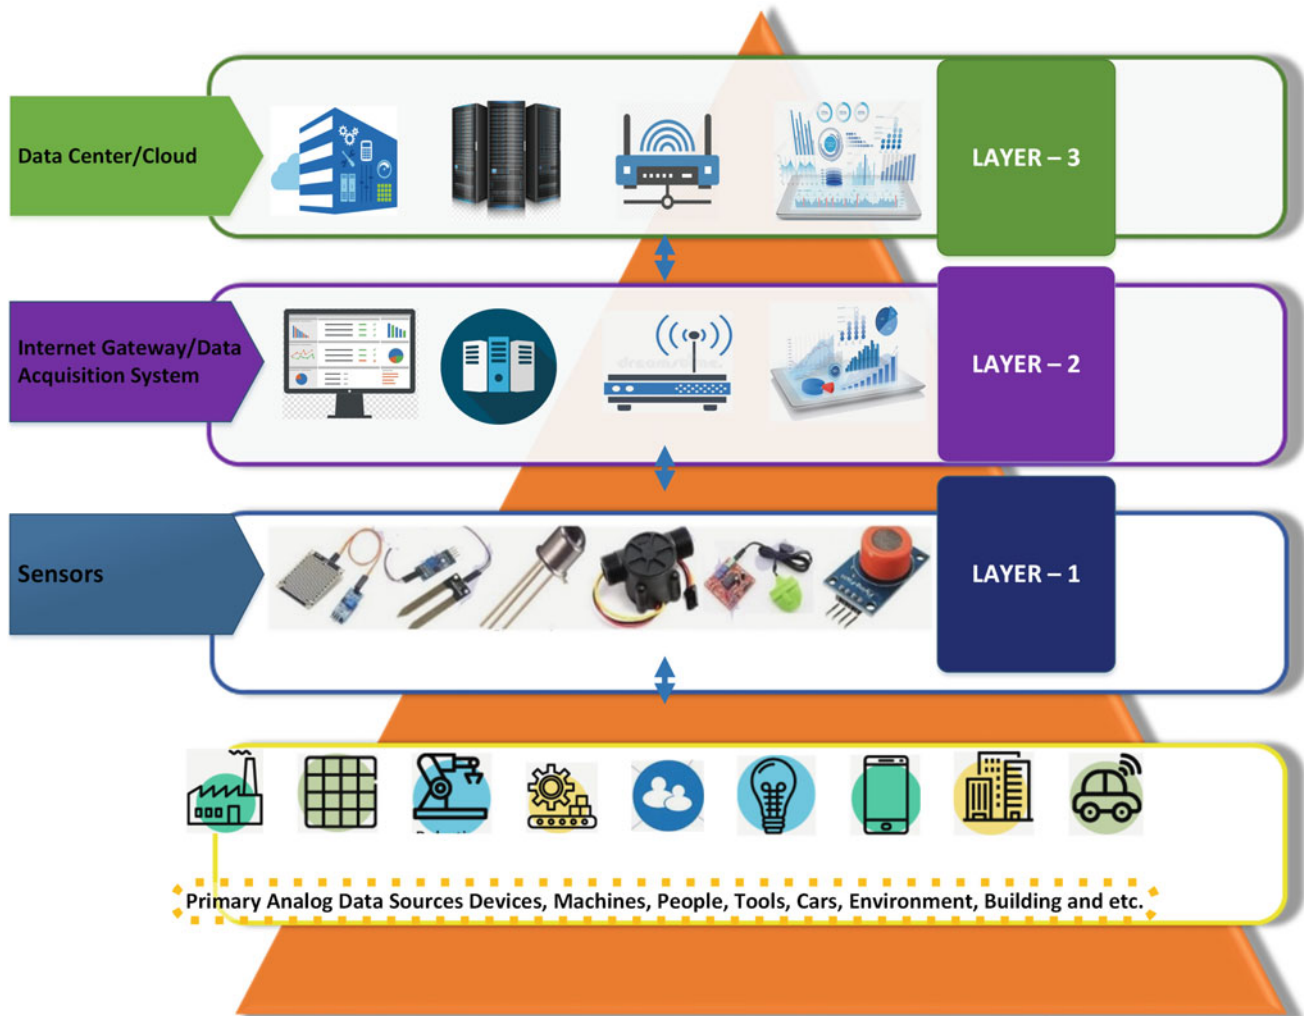 Data Center/Cloud
LAYER – 3
Internet Gateway/Data
Acquisition System
dreamstime.
LAYER – 2
Sensors
LAYER – 1
Primary Analog Data Sources Devices, Machines, People, Tools, Cars, Environment, Building and etc.